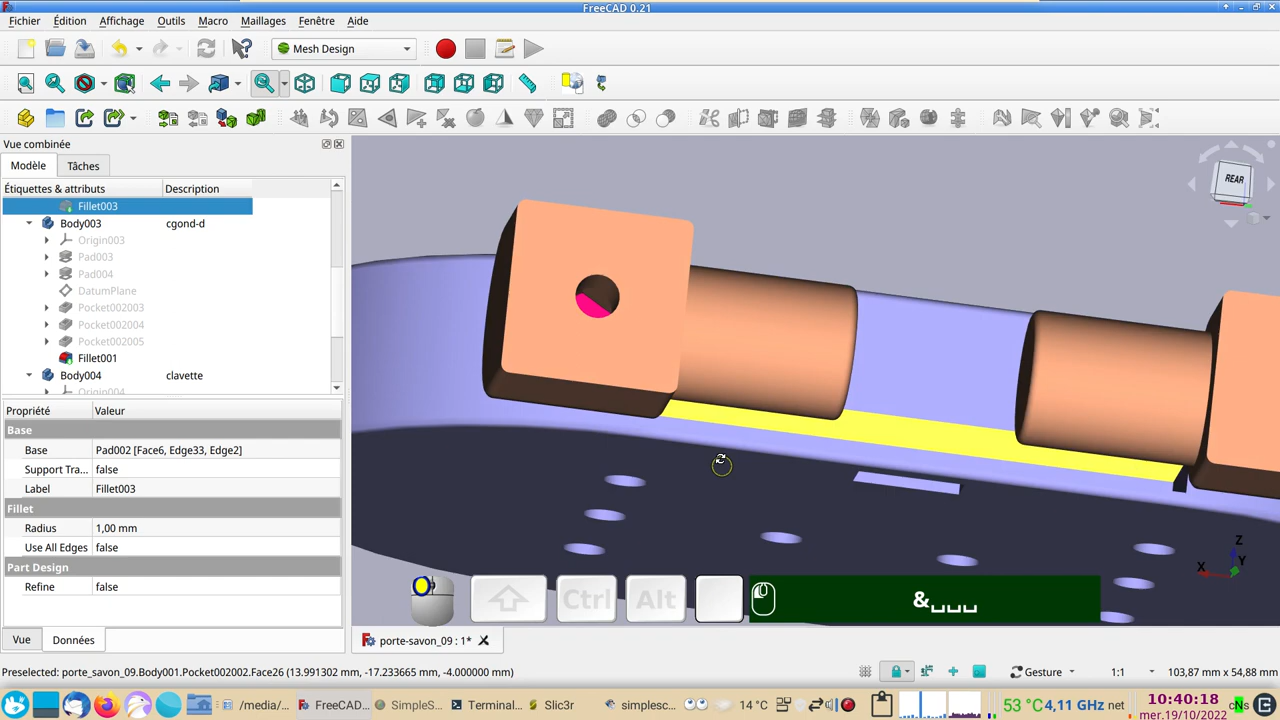 FreeCAD 0.21
Fichier Édition Affichage Outils Macro Maillages Fenêtre Aide
Mesh Design
Vue combinée
Modèle Tâches
Étiquettes & attributs Description
Fillet003
Body003 cgond-d
Origin003
Pad003
Pad004
DatumPlane
Pocket002003
Pocket002004
Pocket002005
Fillet001
Body004 clavette
Origin004
Propriété Valeur
Base
Base Pad002 [Face6, Edge33, Edge2]
Support Tra... false
Label Fillet003
Fillet
Radius 1,00 mm
Use All Edges false
Part Design
Refine false
REAR
Z
X
Y
Ctrl Alt
&␣␣␣
Vue Données
porte-savon_09 : 1*
Preselected: porte_savon_09.Body001.Pocket002002.Face26 (13.991302 mm, -17.233665 mm, -4.000000 mm)
Gesture 1:1 103,87 mm x 54,88 mm
/media/... FreeCAD... SimpleS... Terminal... Slic3r simplesc... 14 °C 53 °C 4,11 GHz net 10:40:18
mer.19/10/2022